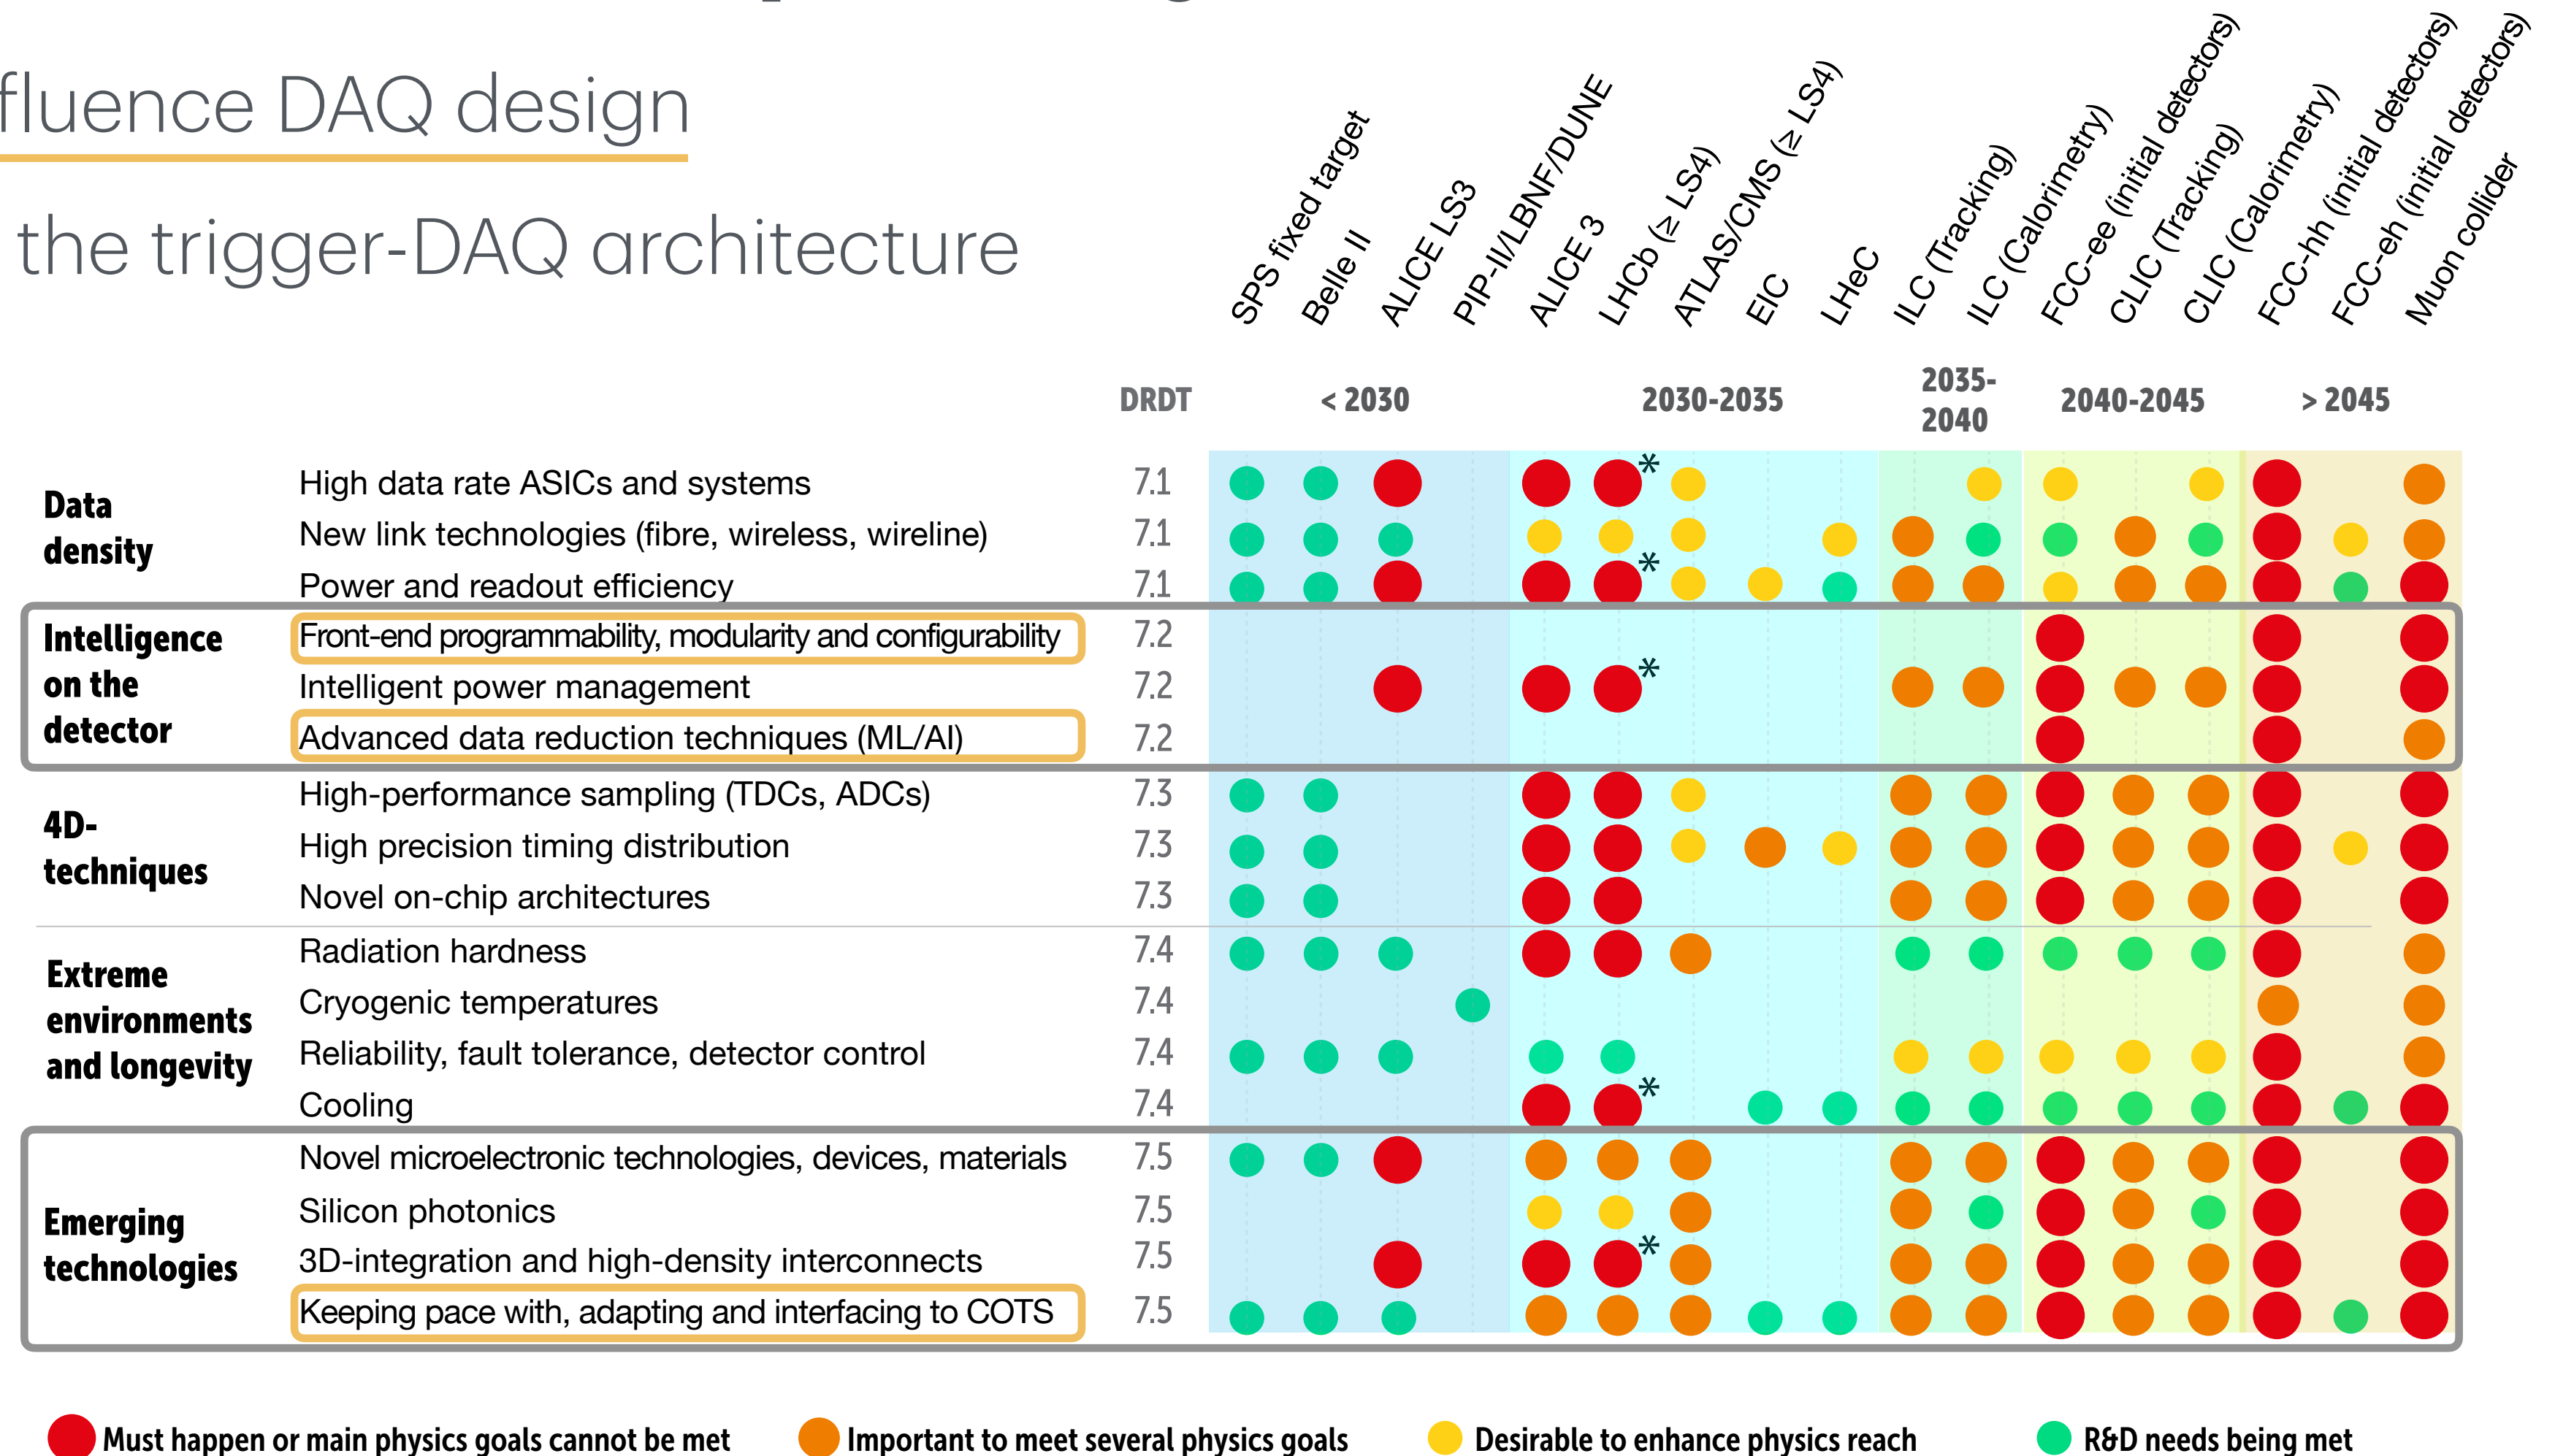 fluence DAQ design
the trigger-DAQ architecture
SPS fixed target
Belle II
ALICE LS3
PIP-II/LBNF/DUNE
ALICE 3
LHCb (≥ LS4)
ATLAS/CMS (≥ LS4)
EIC
LHeC
ILC (Tracking)
ILC (Calorimetry)
FCC-ee (initial detectors)
CLIC (Tracking)
CLIC (Calorimetry)
FCC-hh (initial detectors)
FCC-eh (initial detectors)
Muon collider
DRDT < 2030 2030-2035 2035-2040 2040-2045 > 2045
Data density
High data rate ASICs and systems 7.1 *
New link technologies (fibre, wireless, wireline) 7.1
Power and readout efficiency 7.1 *
Intelligence on the detector
Front-end programmability, modularity and configurability 7.2
Intelligent power management 7.2 *
Advanced data reduction techniques (ML/AI) 7.2
4D-techniques
High-performance sampling (TDCs, ADCs) 7.3
High precision timing distribution 7.3
Novel on-chip architectures 7.3
Extreme environments and longevity
Radiation hardness 7.4
Cryogenic temperatures 7.4
Reliability, fault tolerance, detector control 7.4
Cooling 7.4 *
Emerging technologies
Novel microelectronic technologies, devices, materials 7.5
Silicon photonics 7.5
3D-integration and high-density interconnects 7.5 *
Keeping pace with, adapting and interfacing to COTS 7.5
Must happen or main physics goals cannot be met
Important to meet several physics goals
Desirable to enhance physics reach
R&D needs being met